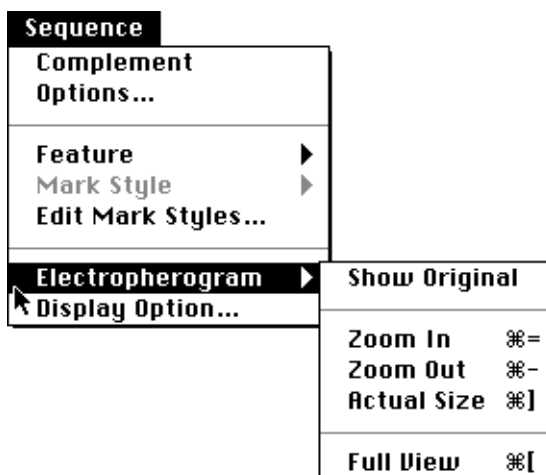 Sequence
Complement
Options...
Feature
Mark Style
Edit Mark Styles...
Electropherogram
Display Option...
Show Original
Zoom In ⌘=
Zoom Out ⌘-
Actual Size ⌘]
Full View ⌘[